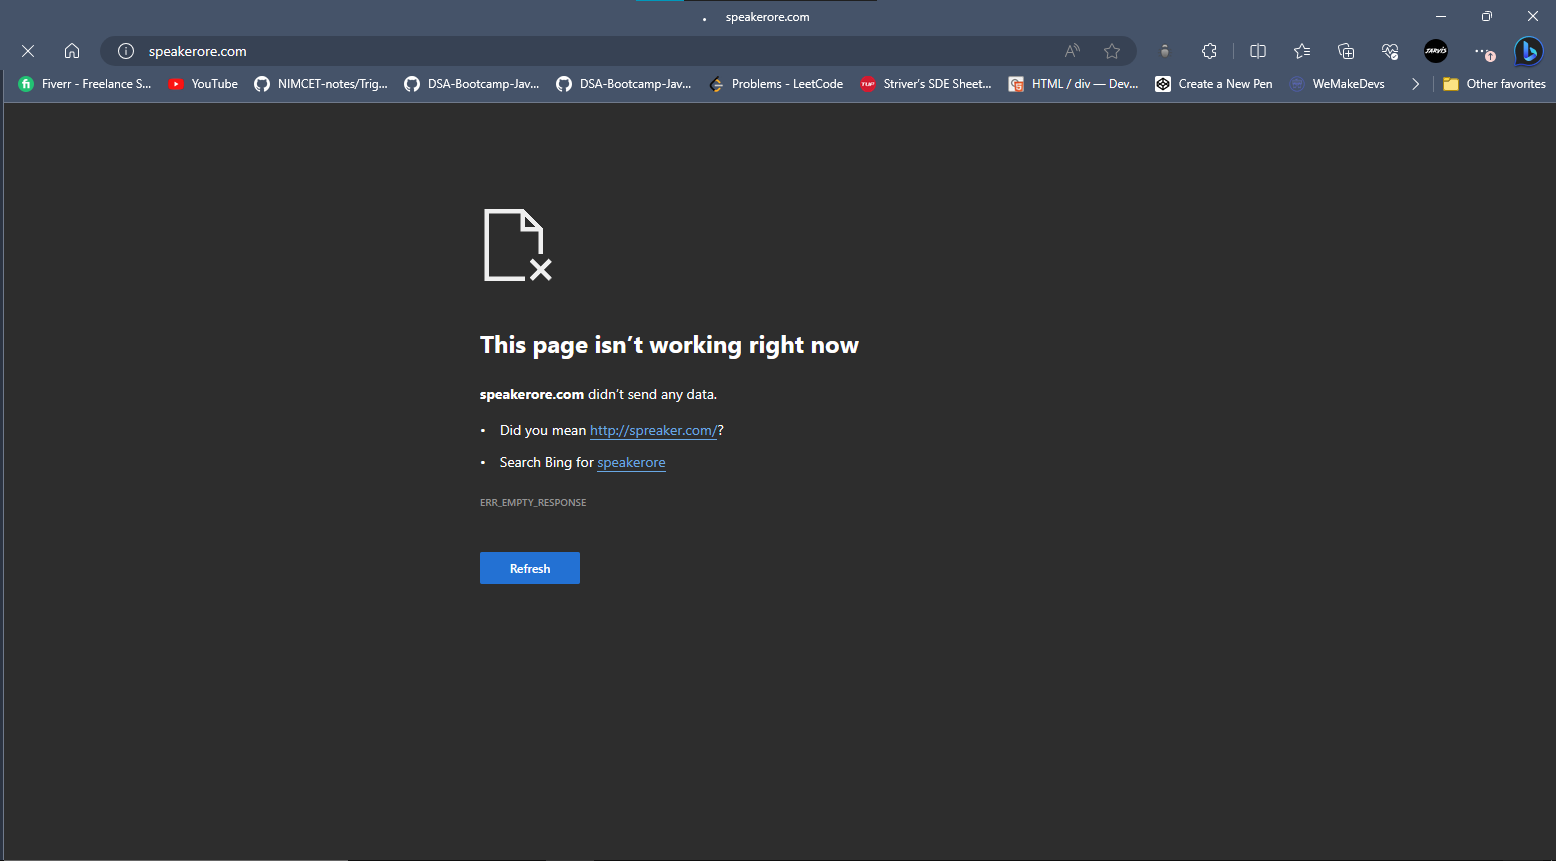 speakerore.com
speakerore.com
Fiverr - Freelance S...
YouTube
NIMCET-notes/Trig...
DSA-Bootcamp-Jav...
DSA-Bootcamp-Jav...
Problems - LeetCode
Striver's SDE Sheet...
HTML / div — Dev...
Create a New Pen
WeMakeDevs
Other favorites
This page isn’t working right now
speakerore.com didn’t send any data.
• Did you mean http://spreaker.com/?
• Search Bing for speakerore
ERR_EMPTY_RESPONSE
Refresh